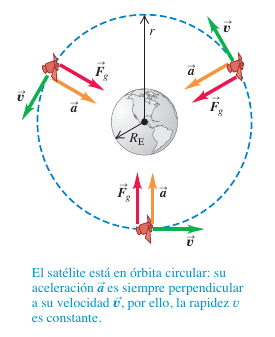 v⃗
r
F⃗g
a⃗
v⃗
a⃗
F⃗g
RE
F⃗g
a⃗
v⃗
El satélite está en órbita circular: su
aceleración a⃗ es siempre perpendicular
a su velocidad v⃗, por ello, la rapidez v
es constante.